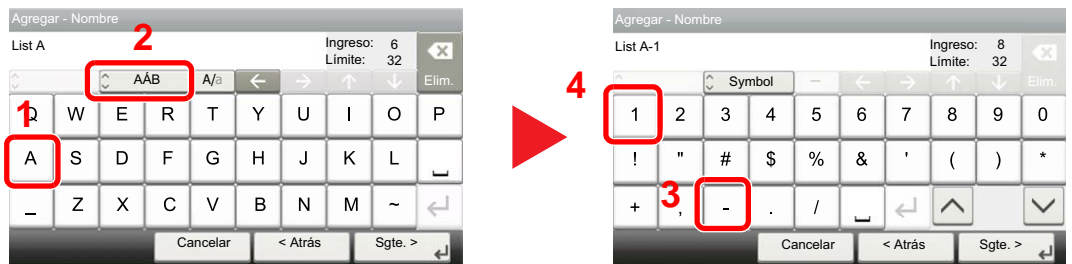 Agregar - Nombre
List A
Ingreso: 6
Límite: 32
2
AÁB
A/a
Elim.
1
Q W E R T Y U I O P
A S D F G H J K L
_ Z X C V B N M ~
Cancelar
< Atrás
Sgte. >
Agregar - Nombre
List A-1
Ingreso: 8
Límite: 32
4
Symbol
Elim.
1 2 3 4 5 6 7 8 9 0
! " # $ % & ' ( ) *
3
+ , - . /
Cancelar
< Atrás
Sgte. >